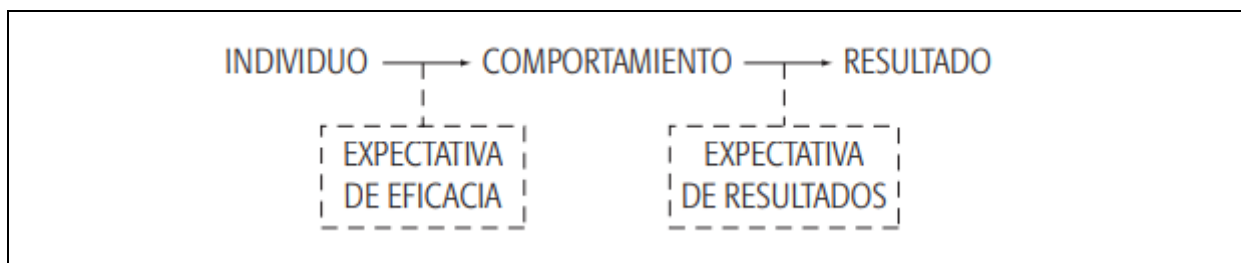 INDIVIDUO COMPORTAMIENTO RESULTADO
EXPECTATIVA DE EFICACIA
EXPECTATIVA DE RESULTADOS